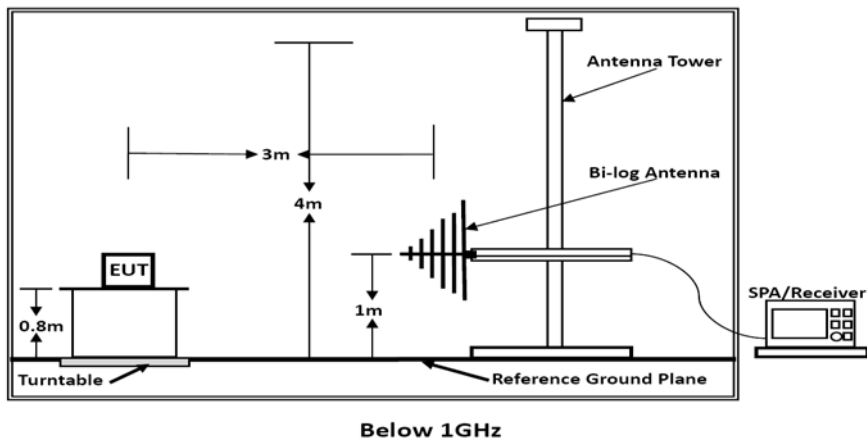 Antenna Tower
3m
Bi-log Antenna
4m
EUT
1m
SPA/Receiver
0.8m
Turntable
Reference Ground Plane
Below 1GHz